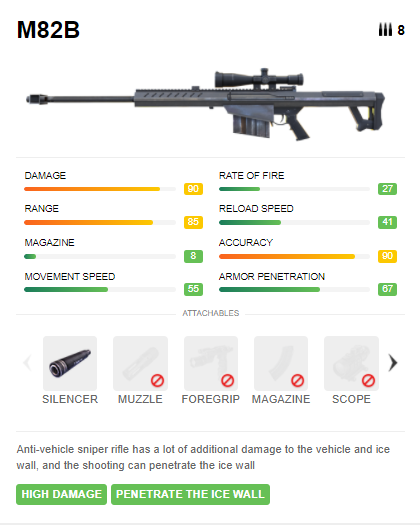 M82B
8
DAMAGE
90
RATE OF FIRE
27
RANGE
85
RELOAD SPEED
41
MAGAZINE
8
ACCURACY
90
MOVEMENT SPEED
55
ARMOR PENETRATION
67
ATTACHABLES
SILENCER MUZZLE FOREGRIP MAGAZINE SCOPE
Anti-vehicle sniper rifle has a lot of additional damage to the vehicle and ice
wall, and the shooting can penetrate the ice wall
HIGH DAMAGE PENETRATE THE ICE WALL